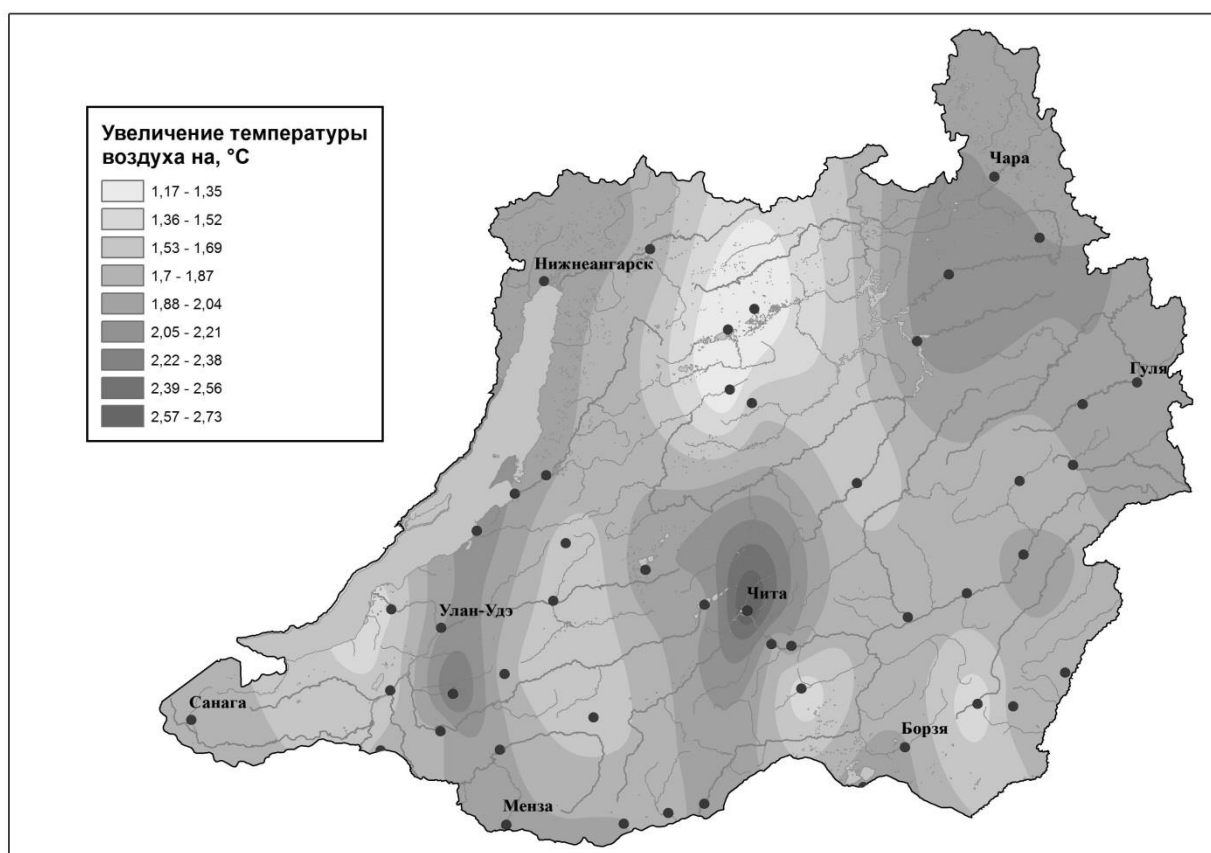 Увеличение температуры
воздуха на, °C
1,17 - 1,35
1,36 - 1,52
1,53 - 1,69
1,7 - 1,87
1,88 - 2,04
2,05 - 2,21
2,22 - 2,38
2,39 - 2,56
2,57 - 2,73
Чара
Нижнеангарск
Гуля
Чита
Улан-Удэ
Санага
Борзя
Менза